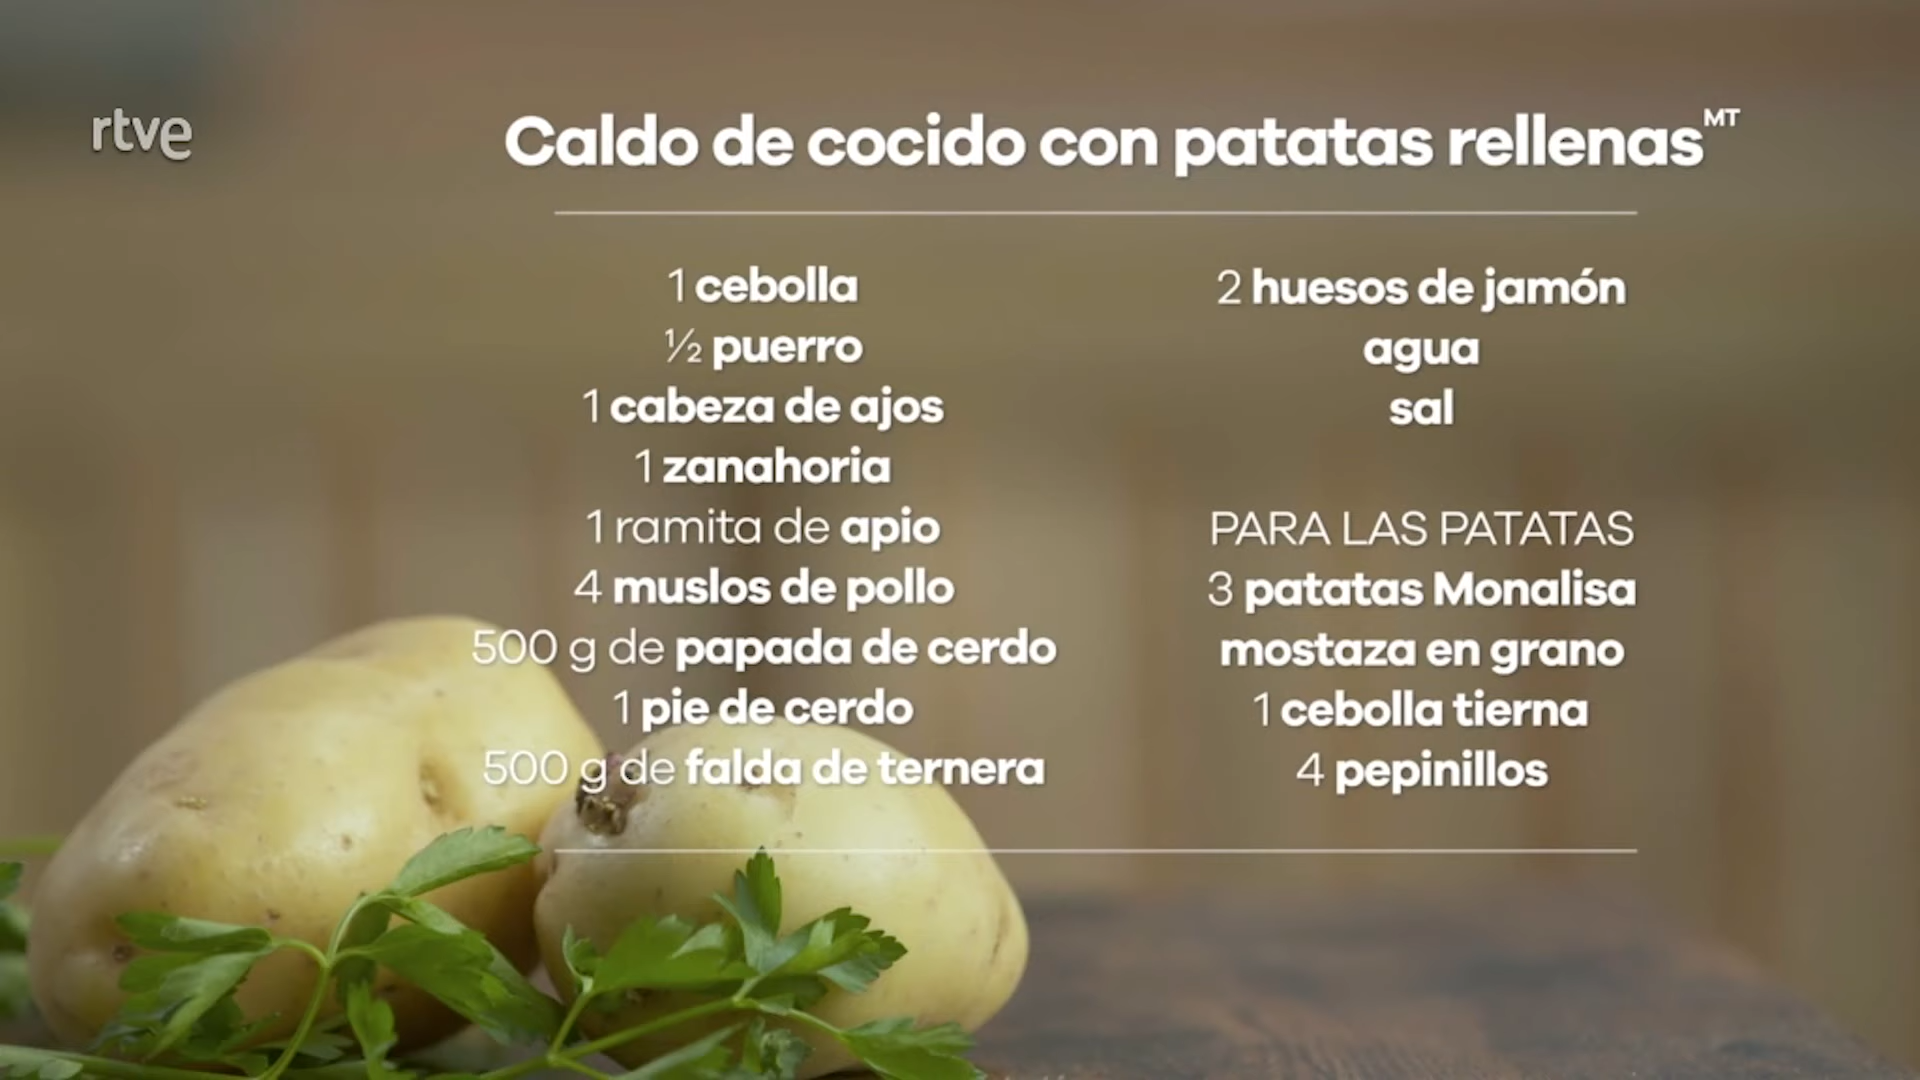 rtve
Caldo de cocido con patatas rellenas MT
1 cebolla
½ puerro
1 cabeza de ajos
1 zanahoria
1 ramita de apio
4 muslos de pollo
500 g de papada de cerdo
1 pie de cerdo
500 g de falda de ternera
2 huesos de jamón
agua
sal
PARA LAS PATATAS
3 patatas Monalisa
mostaza en grano
1 cebolla tierna
4 pepinillos